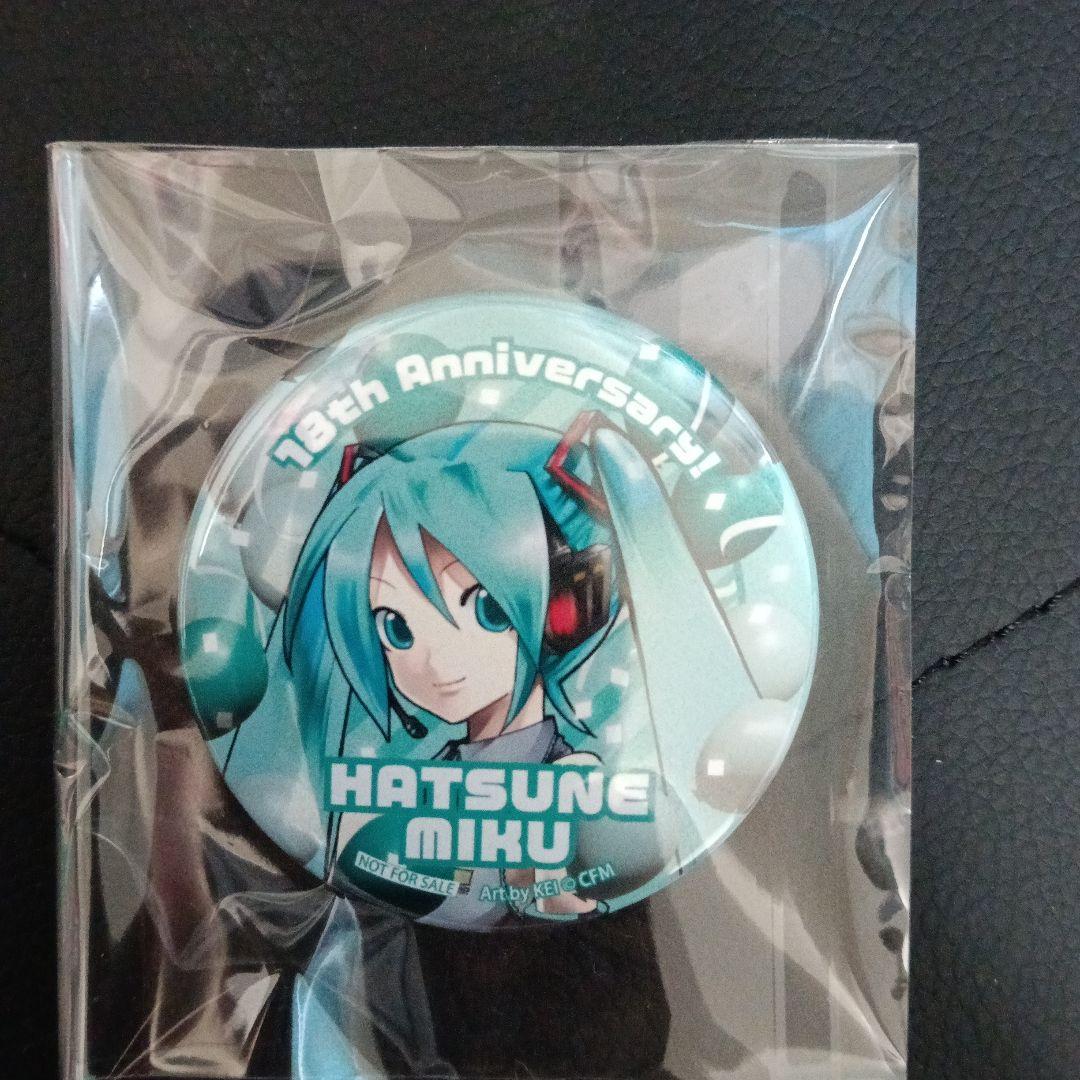 18th Anniversary!
HATSUNE
MIKU
NOT FOR SALE
Art by KEI © CFM